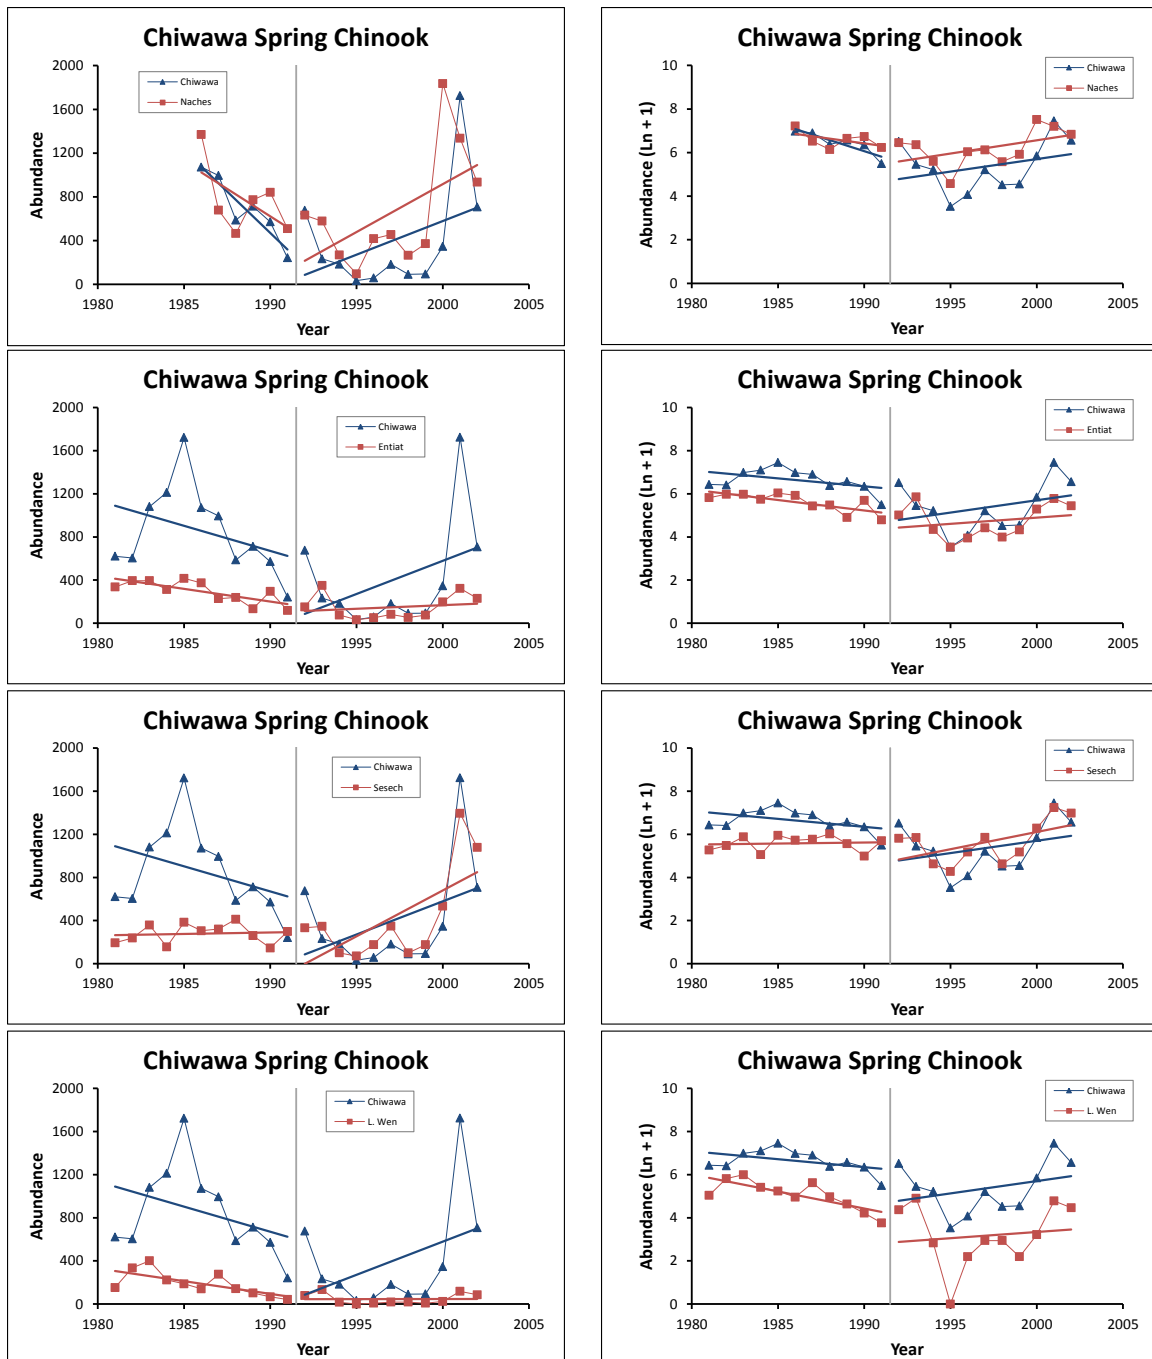 Chiwawa Spring Chinook
2000
1600
1200
800
400
0
Abundance
Chiwawa
Naches
1980 1985 1990 1995 2000 2005
Year
Chiwawa Spring Chinook
10
8
6
4
2
0
Abundance (Ln + 1)
Chiwawa
Naches
1980 1985 1990 1995 2000 2005
Year
Chiwawa Spring Chinook
2000
1600
1200
800
400
0
Abundance
Chiwawa
Entiat
1980 1985 1990 1995 2000 2005
Year
Chiwawa Spring Chinook
10
8
6
4
2
0
Abundance (Ln + 1)
Chiwawa
Entiat
1980 1985 1990 1995 2000 2005
Year
Chiwawa Spring Chinook
2000
1600
1200
800
400
0
Abundance
Chiwawa
Sesech
1980 1985 1990 1995 2000 2005
Year
Chiwawa Spring Chinook
10
8
6
4
2
0
Abundance (Ln + 1)
Chiwawa
Sesech
1980 1985 1990 1995 2000 2005
Year
Chiwawa Spring Chinook
2000
1600
1200
800
400
0
Abundance
Chiwawa
L. Wen
1980 1985 1990 1995 2000 2005
Year
Chiwawa Spring Chinook
10
8
6
4
2
0
Abundance (Ln + 1)
Chiwawa
L. Wen
1980 1985 1990 1995 2000 2005
Year